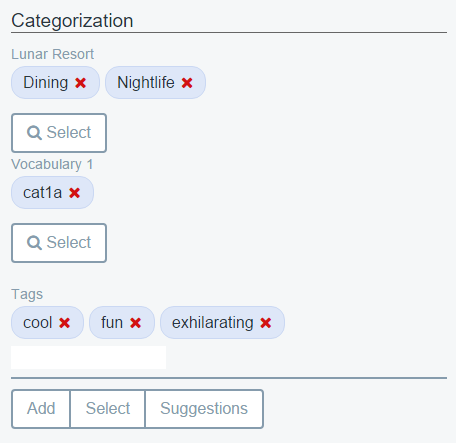 Categorization
Lunar Resort
Dining Nightlife
Select
Vocabulary 1
cat1a
Select
Tags
cool fun exhilarating
Add Select Suggestions